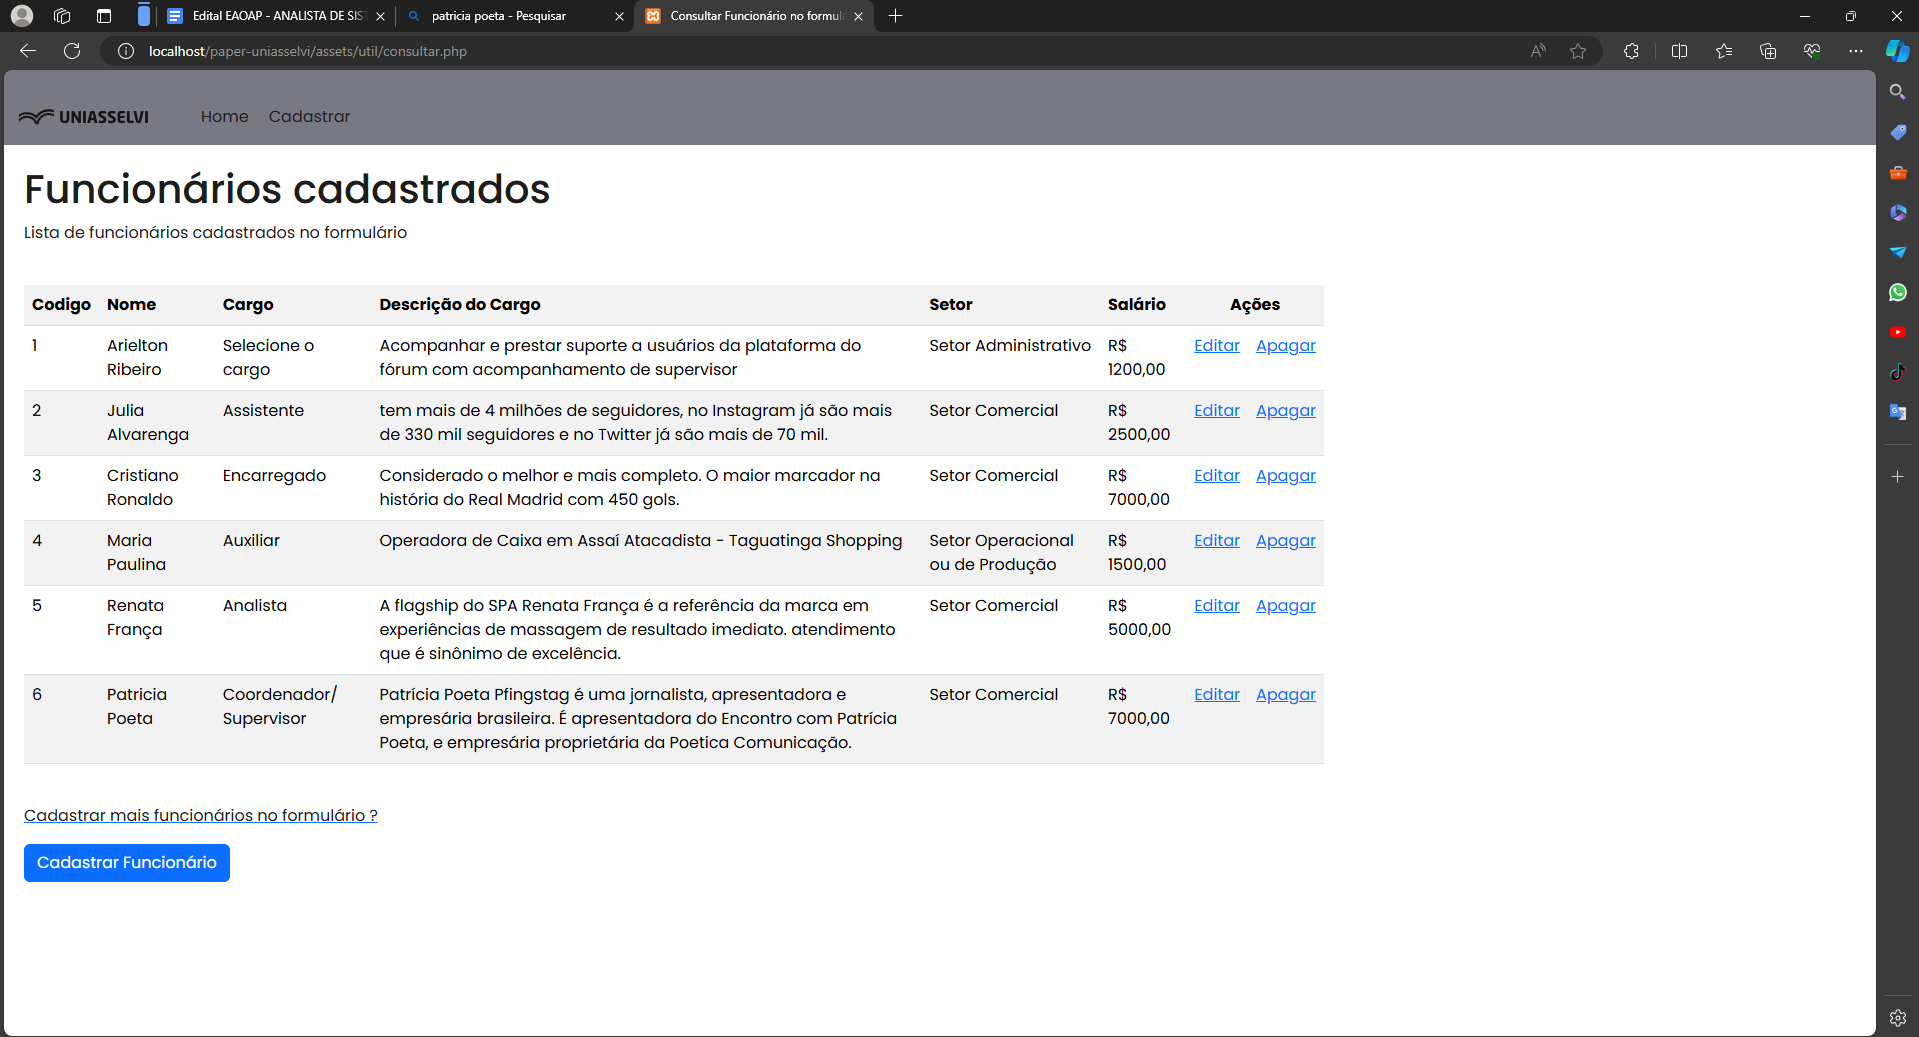 Edital EAOAP - ANALISTA DE SIS
patricia poeta - Pesquisar
Consultar Funcionário no formul
localhost/paper-uniasselvi/assets/util/consultar.php
UNIASSELVI
Home
Cadastrar
Funcionários cadastrados
Lista de funcionários cadastrados no formulário
Codigo Nome Cargo Descrição do Cargo Setor Salário Ações
1 Arielton Selecione o Acompanhar e prestar suporte a usuários da plataforma do Setor Administrativo R$ Editar Apagar
Ribeiro cargo fórum com acompanhamento de supervisor 1200,00
2 Julia Assistente tem mais de 4 milhões de seguidores, no Instagram já são mais Setor Comercial R$ Editar Apagar
Alvarenga de 330 mil seguidores e no Twitter já são mais de 70 mil. 2500,00
3 Cristiano Encarregado Considerado o melhor e mais completo. O maior marcador na Setor Comercial R$ Editar Apagar
Ronaldo história do Real Madrid com 450 gols. 7000,00
4 Maria Auxiliar Operadora de Caixa em Assaí Atacadista - Taguatinga Shopping Setor Operacional R$ Editar Apagar
Paulina ou de Produção 1500,00
5 Renata Analista A flagship do SPA Renata França é a referência da marca em Setor Comercial R$ Editar Apagar
França experiências de massagem de resultado imediato. atendimento 5000,00
que é sinônimo de excelência.
6 Patricia Coordenador/ Patrícia Poeta Pfingstag é uma jornalista, apresentadora e Setor Comercial R$ Editar Apagar
Poeta Supervisor empresária brasileira. É apresentadora do Encontro com Patrícia 7000,00
Poeta, e empresária proprietária da Poetica Comunicação.
Cadastrar mais funcionários no formulário ?
Cadastrar Funcionário